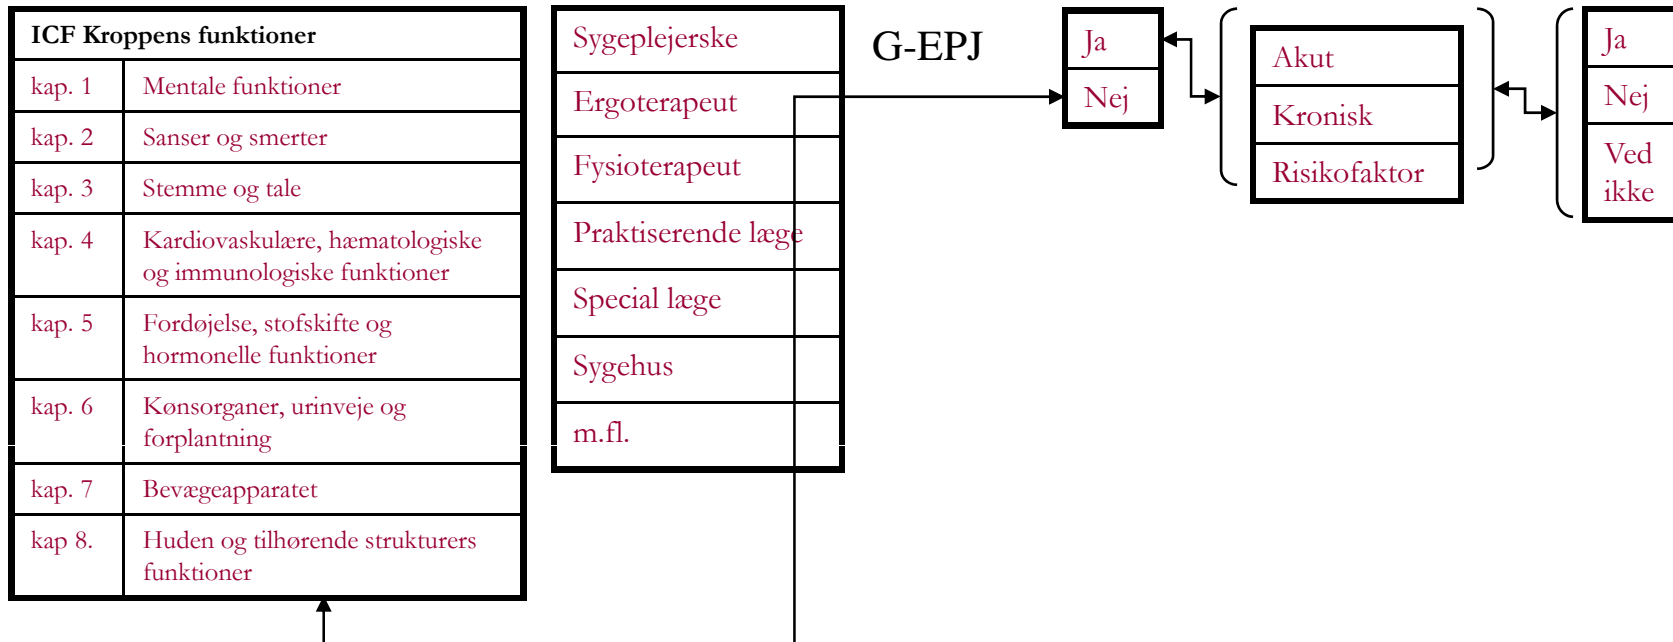 ICF Kroppens funktioner
kap. 1 Mentale funktioner
kap. 2 Sanser og smerter
kap. 3 Stemme og tale
kap. 4 Kardiovaskulære, hæmatologiske
og immunologiske funktioner
kap. 5 Fordøjelse, stofskifte og
hormonelle funktioner
kap. 6 Kønsorganer, urinveje og
forplantning
kap. 7 Bevægeapparatet
kap 8. Huden og tilhørende strukturers
funktioner
Sygeplejerske
Ergoterapeut
Fysioterapeut
Praktiserende læge
Special læge
Sygehus
m.fl.
G-EPJ
Ja
Nej
Akut
Kronisk
Risikofaktor
Ja
Nej
Ved
ikke